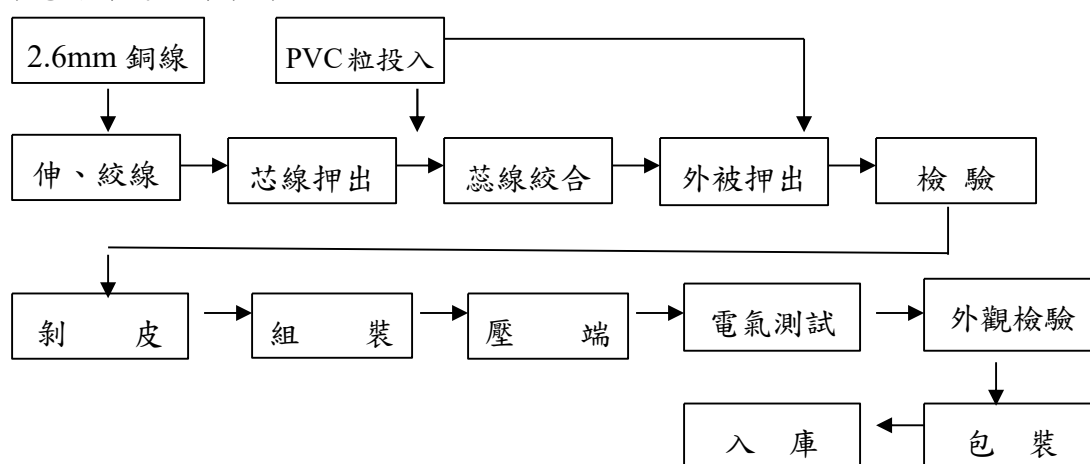 2.6mm 銅線
PVC粒投入
伸、絞線
芯線押出
蕊線絞合
外被押出
檢 驗
剝 皮
組 裝
壓 端
電氣測試
外觀檢驗
入 庫
包 裝